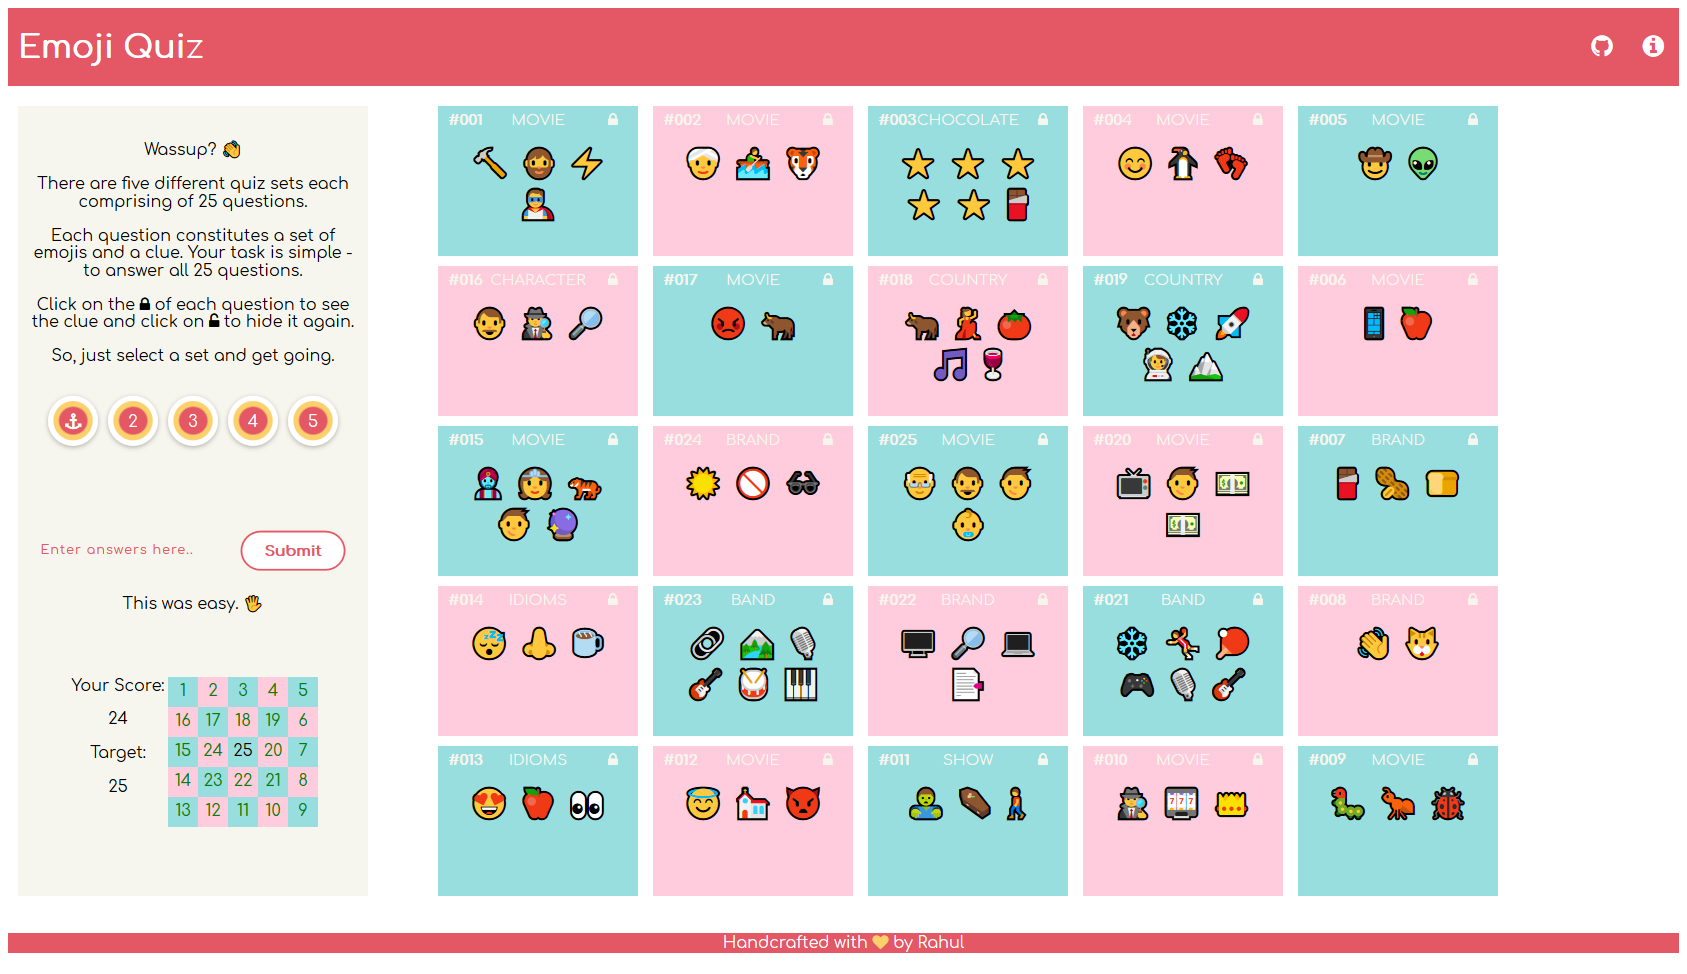 Emoji Quiz
Wassup?
There are five different quiz sets each
comprising of 25 questions.
Each question constitutes a set of
emojis and a clue. Your task is simple -
to answer all 25 questions.
Click on the of each question to see
the clue and click on to hide it again.
So, just select a set and get going.
2 3 4 5
Enter answers here..
Submit
This was easy.
Your Score:
24
Target:
25
1 2 3 4 5
16 17 18 19 6
15 24 25 20 7
14 23 22 21 8
13 12 11 10 9
#001 MOVIE
#002 MOVIE
#003 CHOCOLATE
#004 MOVIE
#005 MOVIE
#016 CHARACTER
#017 MOVIE
#018 COUNTRY
#019 COUNTRY
#006 MOVIE
#015 MOVIE
#024 BRAND
#025 MOVIE
#020 MOVIE
#007 BRAND
#014 IDIOMS
#023 BAND
#022 BRAND
#021 BAND
#008 BRAND
#013 IDIOMS
#012 MOVIE
#011 SHOW
#010 MOVIE
777
#009 MOVIE
Handcrafted with by Rahul